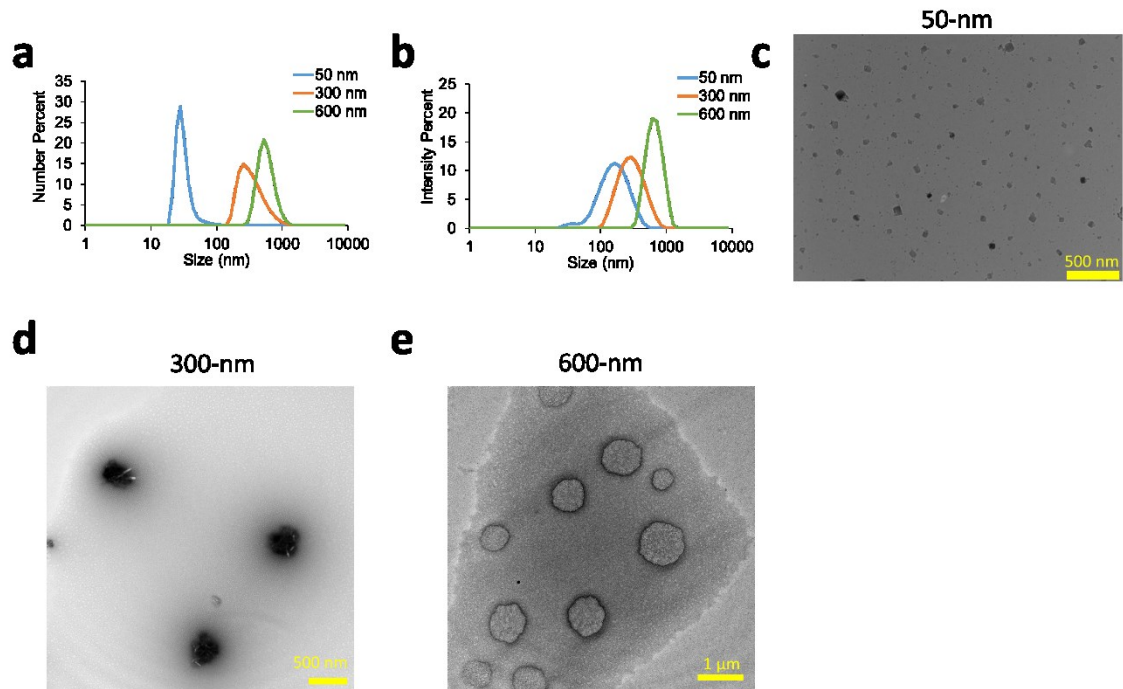 a
50 nm
300 nm
600 nm
Number Percent
35
30
25
20
15
10
5
0
1 10 100 1000 10000
Size (nm)
b
50 nm
300 nm
600 nm
Intensity Percent
25
20
15
10
5
0
1 10 100 1000 10000
Size (nm)
c
50-nm
500 nm
d
300-nm
500 nm
e
600-nm
1 µm